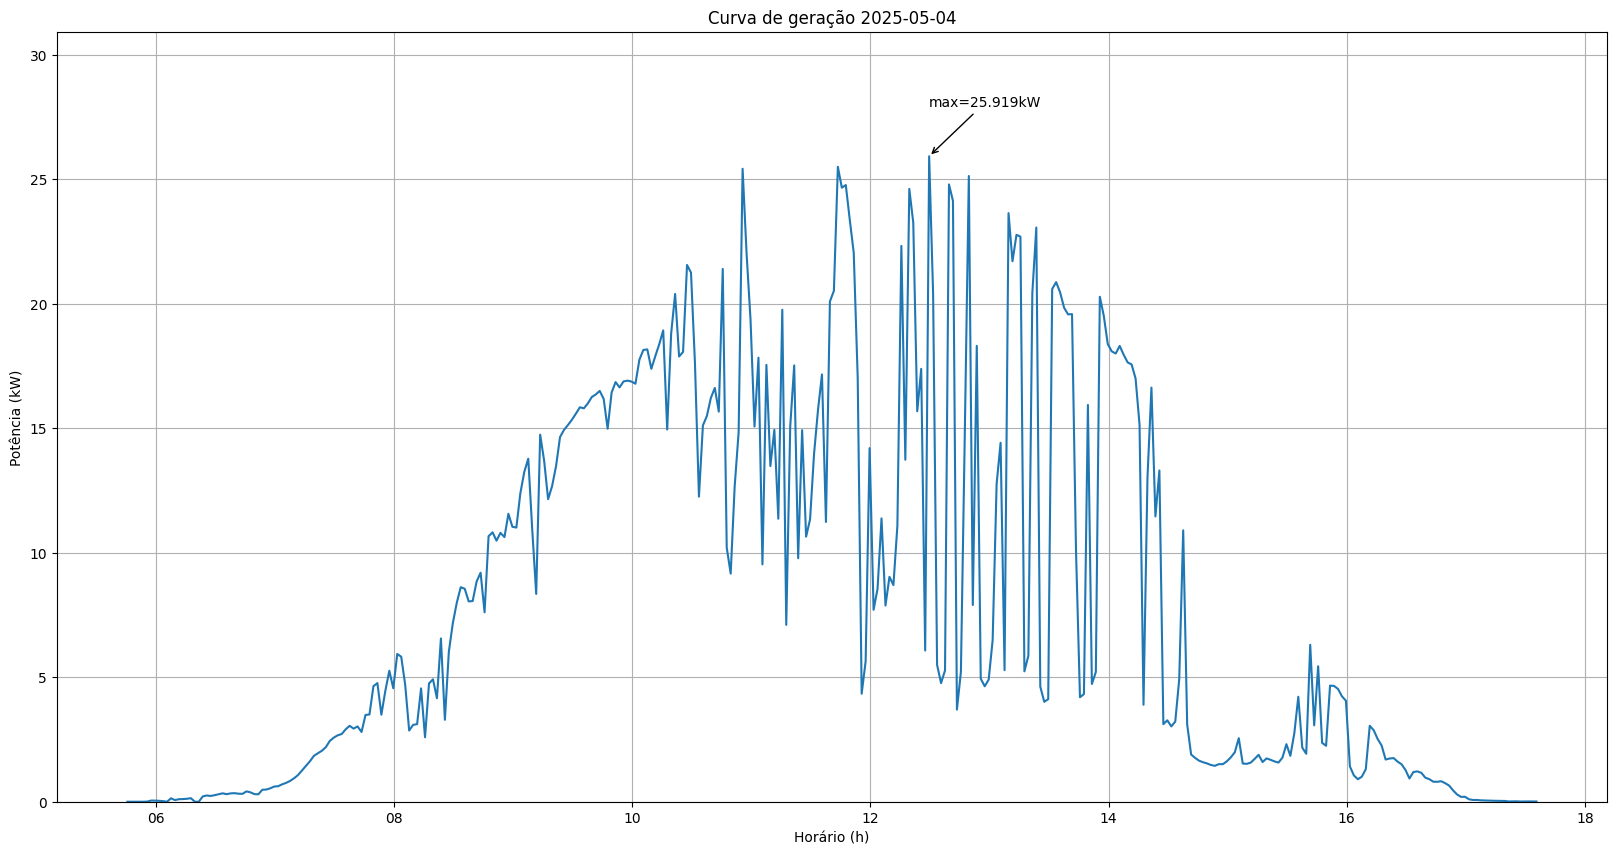 Curva de geração 2025-05-04
30
max=25.919kW
25
20
15
10
5
0
Potência (kW)
06 08 10 12 14 16 18
Horário (h)